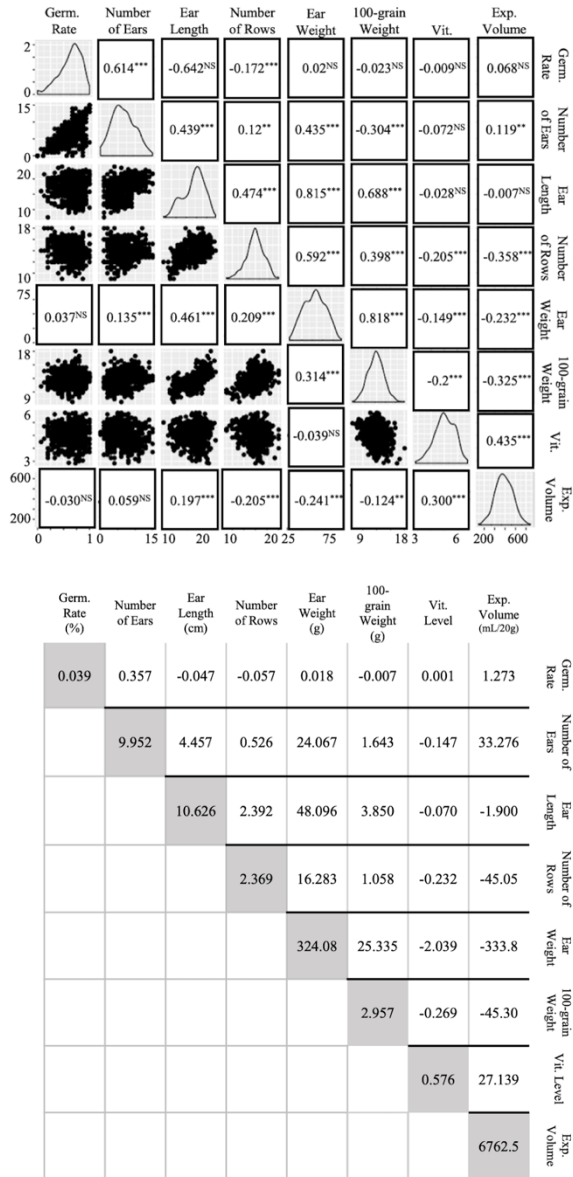 Germ. Rate
Number of Ears
Ear Length
Number of Rows
Ear Weight
100-grain Weight
Vit.
Exp. Volume
2
0
0.614***
-0.642NS
-0.172***
0.02NS
-0.023NS
-0.009NS
0.068NS
Germ. Rate
15
0
0.439***
0.12**
0.435***
-0.304***
-0.072NS
0.119**
Number of Ears
20
10
0.474***
0.815***
0.688***
-0.028NS
-0.007NS
Ear Length
18
10
0.592***
0.398***
-0.205***
-0.358***
Number of Rows
75
0
0.037NS
0.135***
0.461***
0.209***
0.818***
-0.149***
-0.232***
Ear Weight
18
9
0.314***
-0.2***
-0.325***
100-grain Weight
6
3
-0.039NS
0.435***
Vit.
600
200
-0.030NS
0.059NS
0.197***
-0.205***
-0.241***
-0.124**
0.300***
Exp. Volume
0 1 0 15 10 20 10 20 25 75 9 18 3 6 200 600
Germ. Rate (%)
Number of Ears
Ear Length (cm)
Number of Rows
Ear Weight (g)
100-grain Weight (g)
Vit. Level
Exp. Volume (mL/20g)
0.039 0.357 -0.047 -0.057 0.018 -0.007 0.001 1.273 Germ. Rate
9.952 4.457 0.526 24.067 1.643 -0.147 33.276 Number of Ears
10.626 2.392 48.096 3.850 -0.070 -1.900 Ear Length
2.369 16.283 1.058 -0.232 -45.05 Number of Rows
324.08 25.335 -2.039 -333.8 Ear Weight
2.957 -0.269 -45.30 100-grain Weight
0.576 27.139 Vit. Level
6762.5 Exp. Volume